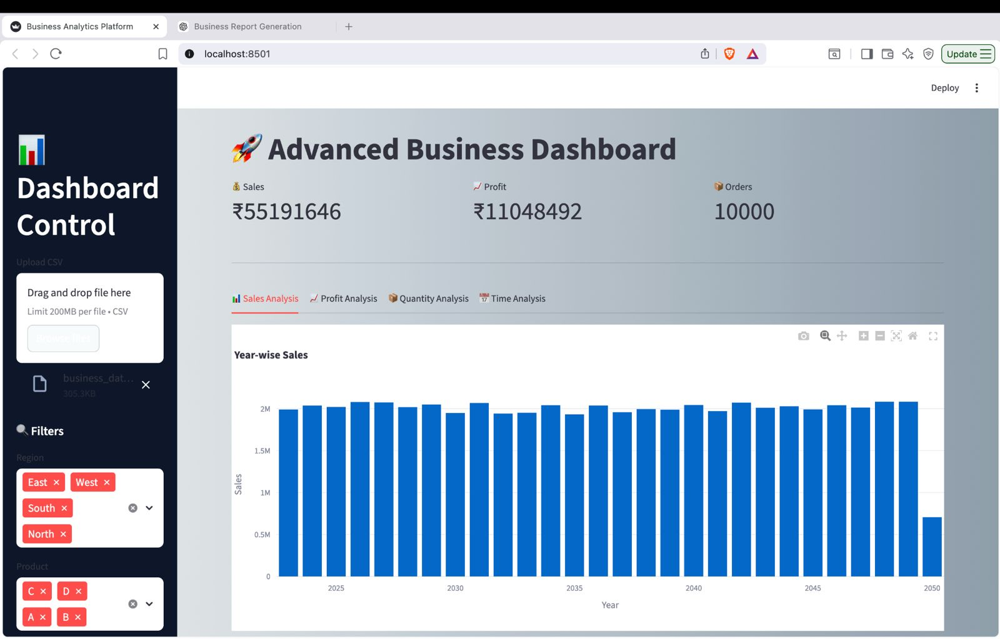 Business Analytics Platform
Business Report Generation
localhost:8501
Update
Deploy
Dashboard
Control
Upload CSV
Drag and drop file here
Limit 200MB per file • CSV
Browse files
business_dat...
305.3KB
Filters
Region
East × West ×
South ×
North ×
Product
C × D ×
A × B ×
Advanced Business Dashboard
Sales
₹55191646
Profit
₹11048492
Orders
10000
Sales Analysis
Profit Analysis
Quantity Analysis
Time Analysis
Year-wise Sales
2M
1.5M
1M
0.5M
0
Sales
2025 2030 2035 2040 2045 2050
Year